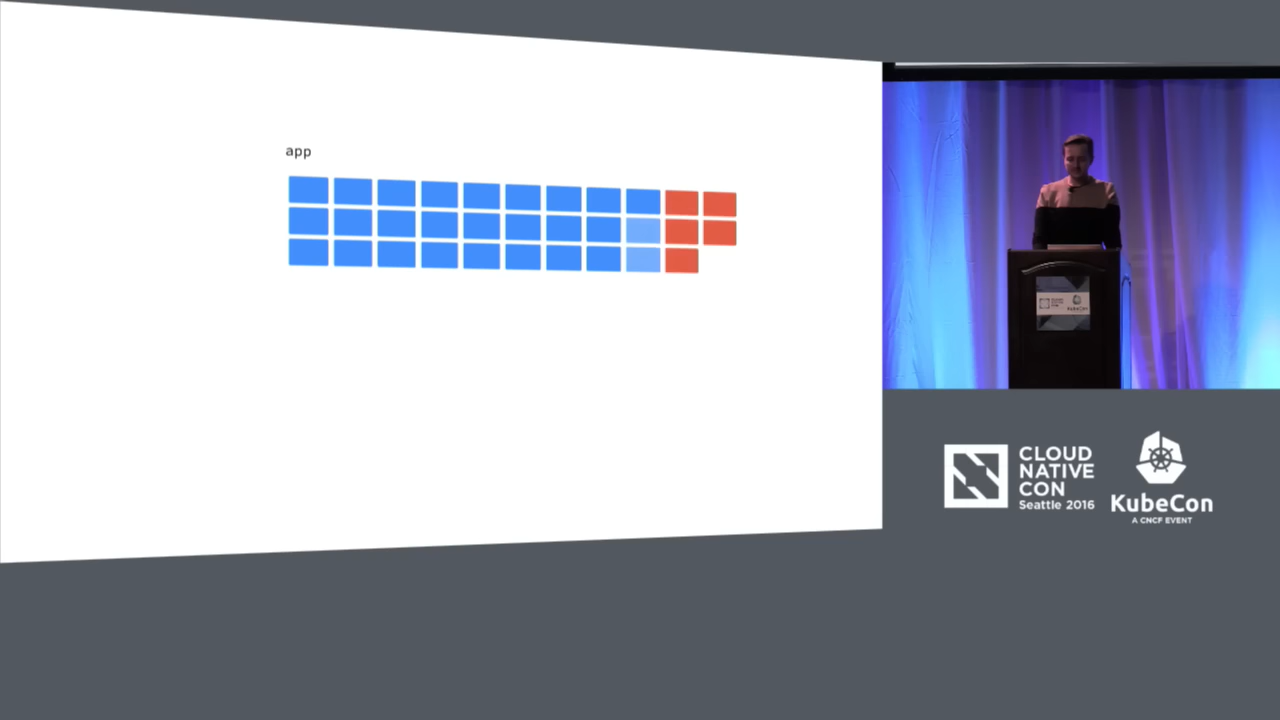 app
CLOUD
NATIVE
CON
Seattle 2016
KubeCon
A CNCF EVENT